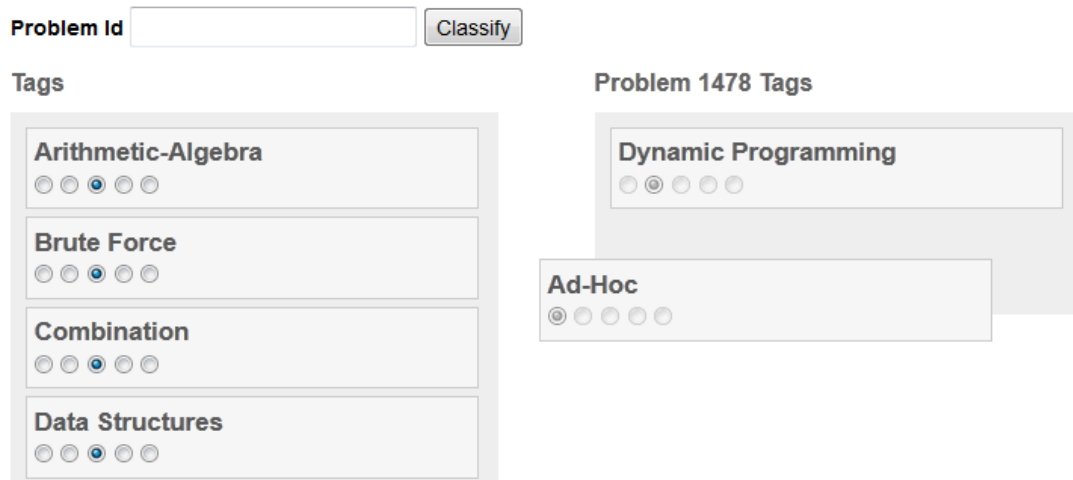 Problem Id
Classify
Tags
Arithmetic-Algebra
Brute Force
Combination
Data Structures
Problem 1478 Tags
Dynamic Programming
Ad-Hoc